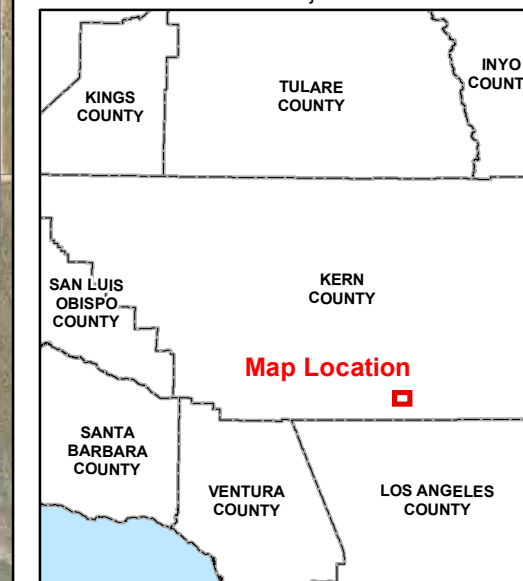 KINGS
COUNTY
TULARE
COUNTY
INYO
COUNT
SAN LUIS
OBISPO
COUNTY
KERN
COUNTY
Map Location
SANTA
BARBARA
COUNTY
VENTURA
COUNTY
LOS ANGELES
COUNTY